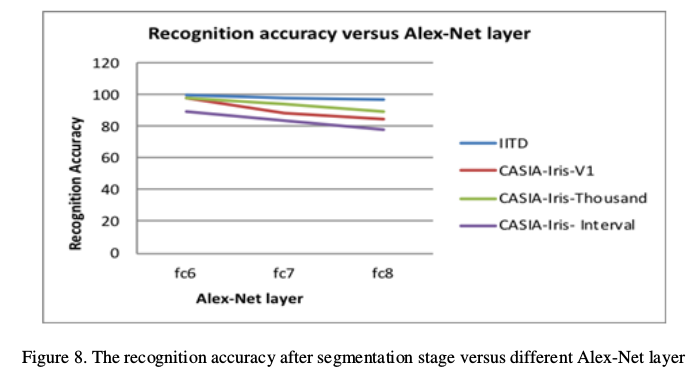 Recognition accuracy versus Alex-Net layer
120
100
80
60
40
20
0
Recognition Accuracy
fc6 fc7 fc8
Alex-Net layer
IITD
CASIA-Iris-V1
CASIA-Iris-Thousand
CASIA-Iris- Interval
Figure 8. The recognition accuracy after segmentation stage versus different Alex-Net layer